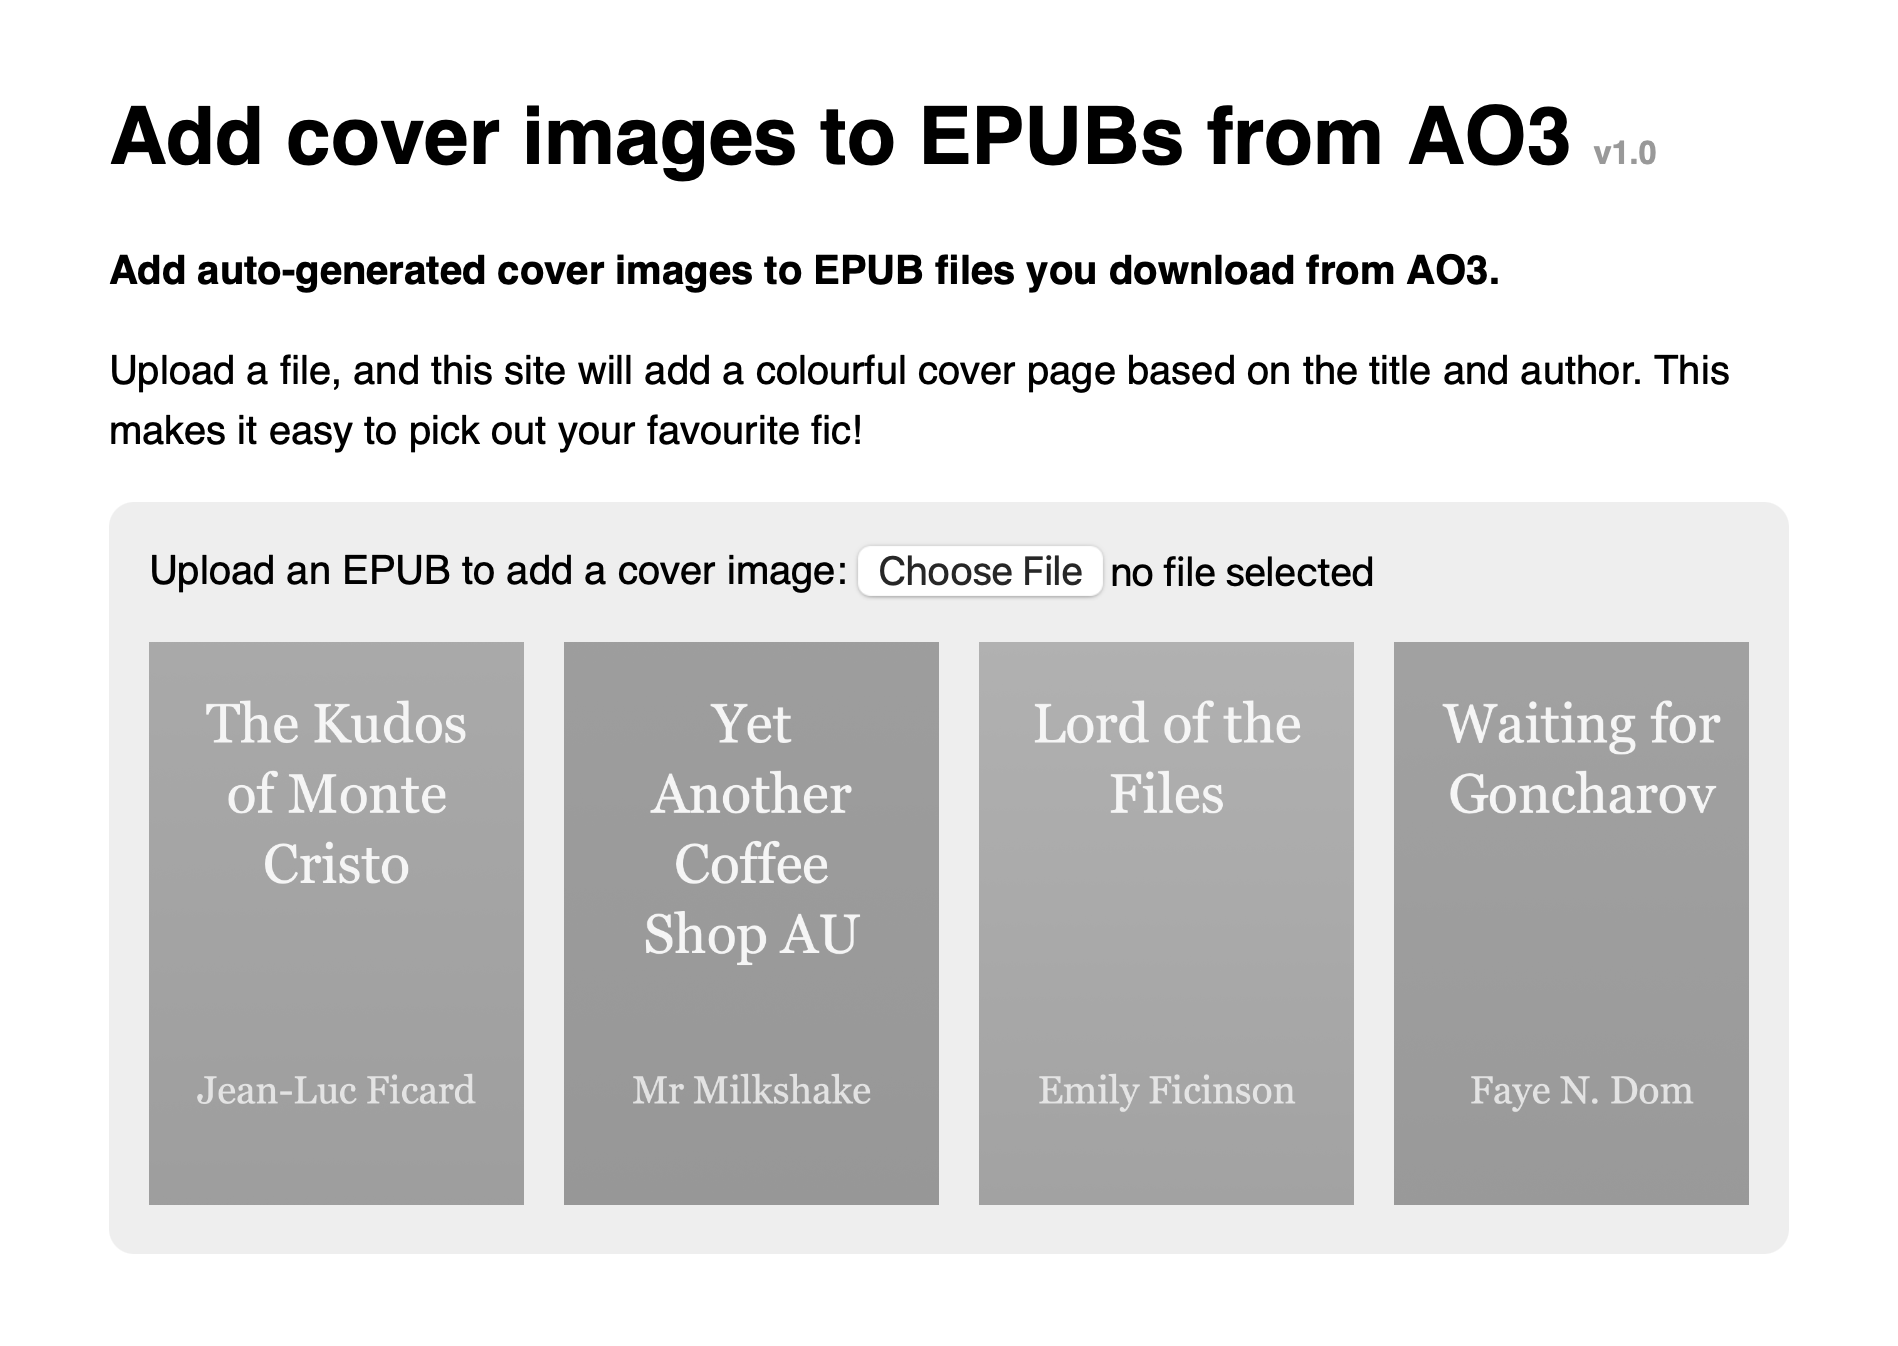 Add cover images to EPUBs from AO3 v1.0
Add auto-generated cover images to EPUB files you download from AO3.
Upload a file, and this site will add a colourful cover page based on the title and author. This
makes it easy to pick out your favourite fic!
Upload an EPUB to add a cover image: Choose File no file selected
The Kudos
of Monte
Cristo
Jean-Luc Ficard
Yet
Another
Coffee
Shop AU
Mr Milkshake
Lord of the
Files
Emily Ficinson
Waiting for
Goncharov
Faye N. Dom